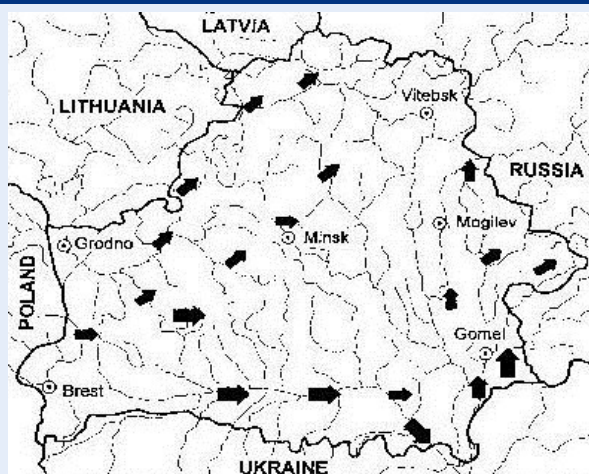 LATVIA
LITHUANIA
Vitebsk
RUSSIA
Grodno
Minsk
Mogilev
POLAND
Gomel
Brest
UKRAINE